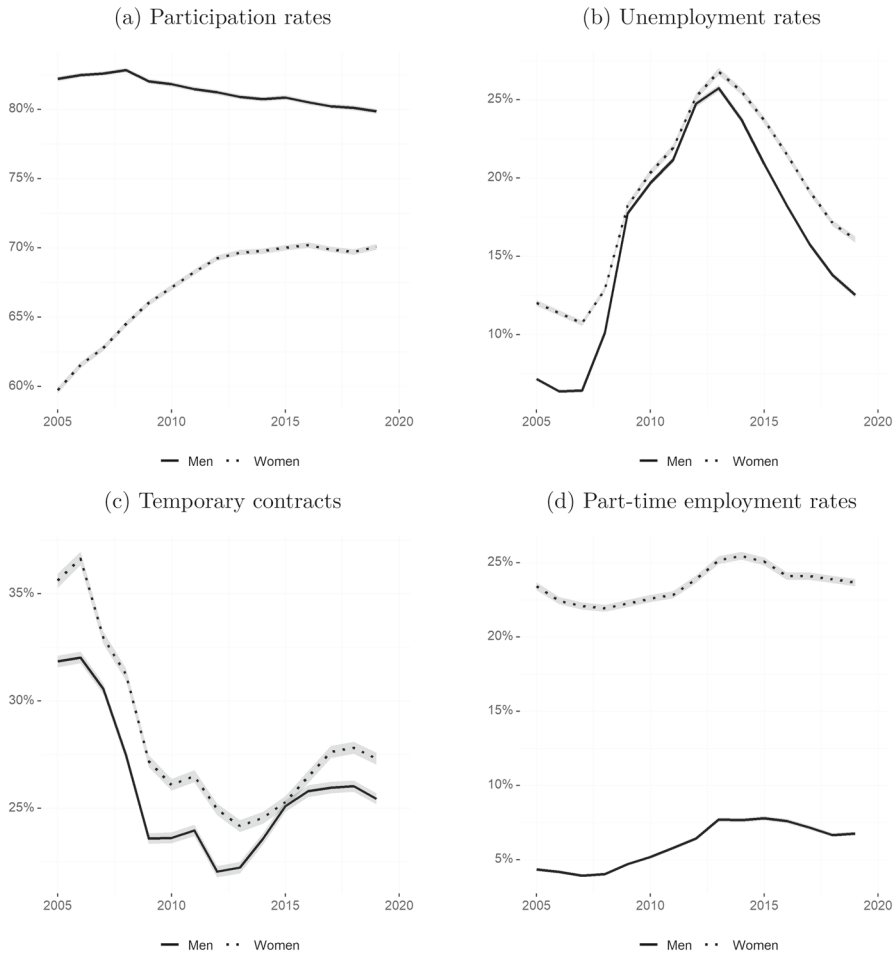 (a) Participation rates
80%
75%
70%
65%
60%
2005 2010 2015 2020
Men Women
(b) Unemployment rates
25%
20%
15%
10%
2005 2010 2015 2020
Men Women
(c) Temporary contracts
35%
30%
25%
2005 2010 2015 2020
Men Women
(d) Part-time employment rates
25%
20%
15%
10%
5%
2005 2010 2015 2020
Men Women